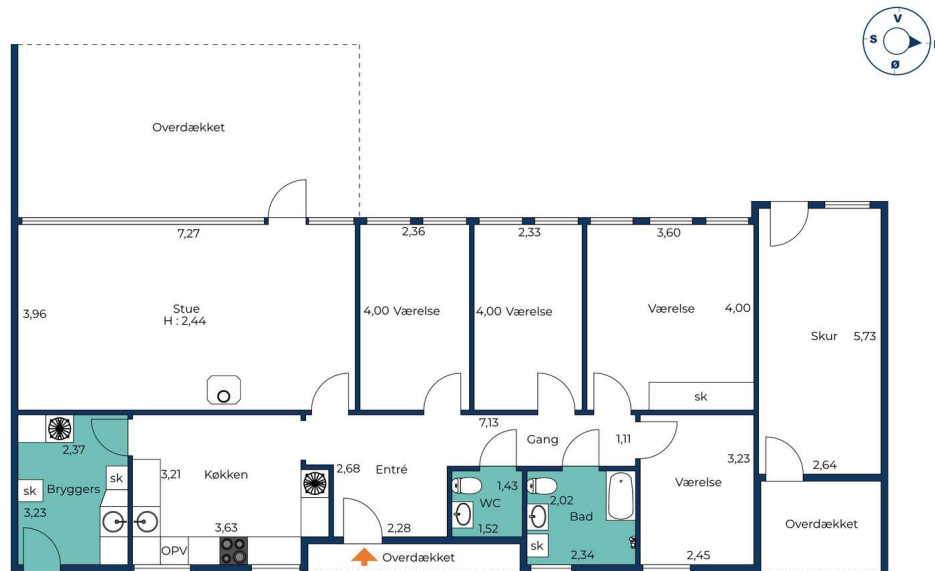 V
S
Ø
Overdækket
7,27
2,36
2,33
3,60
3,96
Stue
H : 2,44
4,00 Værelse
4,00 Værelse
Værelse
4,00
Skur
5,73
sk
7,13
Gang
1,11
2,37
3,21
Køkken
2,68
Entré
3,23
2,64
sk
Bryggers
sk
1,43
WC
2,02
Bad
Værelse
3,23
3,63
2,28
1,52
Overdækket
OPV
sk
2,34
2,45
Overdækket